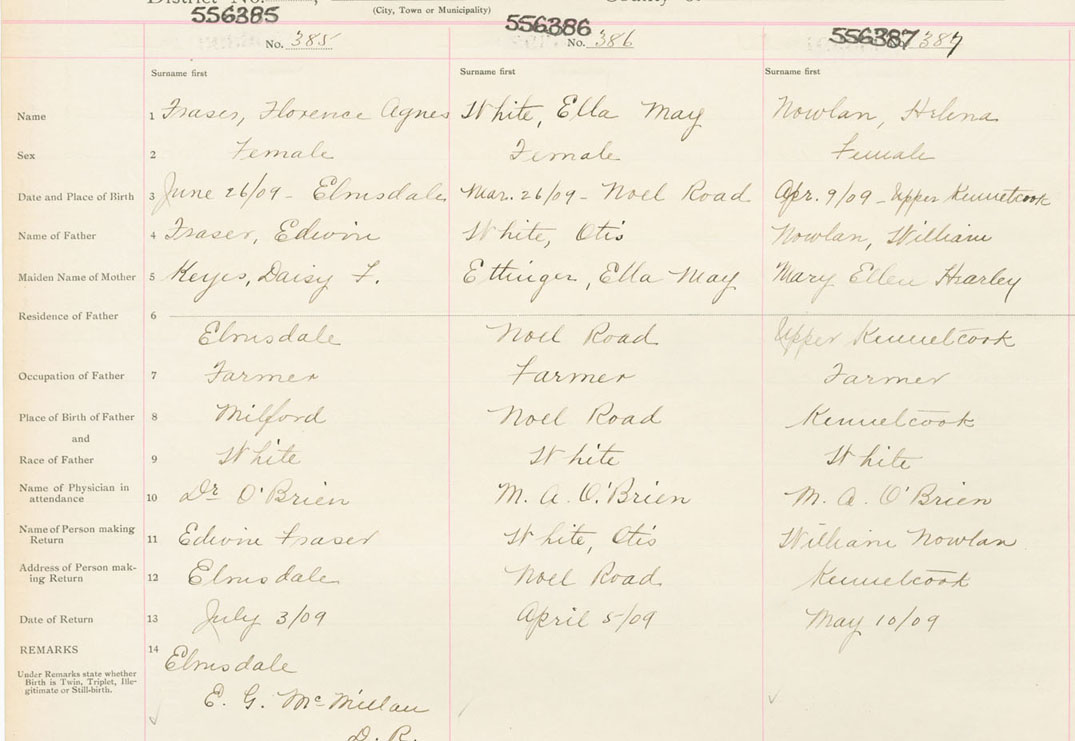 (City, Town or Municipality)
556385 556386 556387
No. 385 No. 386 387
Surname first Surname first Surname first
Name 1 Fraser, Florence Agnes White, Ella May Nowlan, Helena
Sex 2 Female Female Female
Date and Place of Birth 3 June 26/09 - Elmsdale Mar. 26/09 - Noel Road Apr. 9/09 - Upper Kennetcook
Name of Father 4 Fraser, Edwin White, Otis Nowlan, William
Maiden Name of Mother 5 Keyes, Daisy F. Ettinger, Ella May Mary Ellen Harley
Residence of Father 6
Elmsdale Noel Road Upper Kennetcook
Occupation of Father 7 Farmer Farmer Farmer
Place of Birth of Father 8 Milford Noel Road Kennetcook
and
Race of Father 9 White White White
Name of Physician in
attendance 10 Dr O'Brien M. A. O'Brien M. A. O'Brien
Name of Person making
Return 11 Edwin Fraser White, Otis William Nowlan
Address of Person mak-
ing Return 12 Elmsdale Noel Road Kennetcook
Date of Return 13 July 3/09 April 5/09 May 10/09
REMARKS 14
Elmsdale
Under Remarks state whether
Birth is Twin, Triplet, Ille-
gitimate or Still-birth.
E. G. McMillan
D. R.